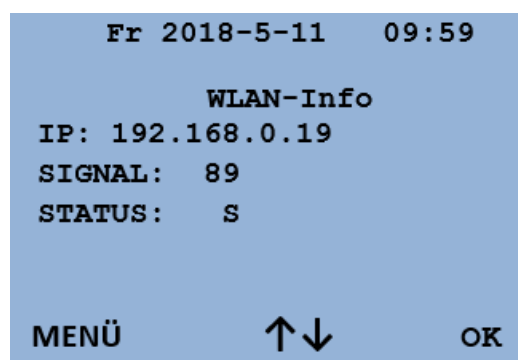 Fr 2018-5-11 09:59
WLAN-Info
IP: 192.168.0.19
SIGNAL: 89
STATUS: S
MENÜ ↑↓ OK